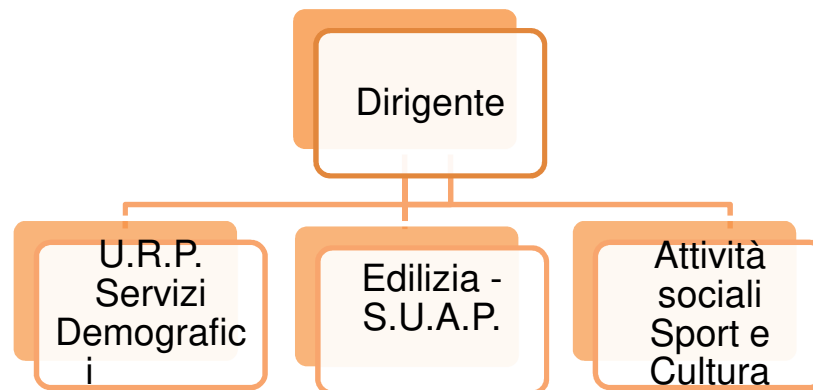 Dirigente
U.R.P.
Servizi
Demografic
i
Edilizia -
S.U.A.P.
Attività
sociali
Sport e
Cultura